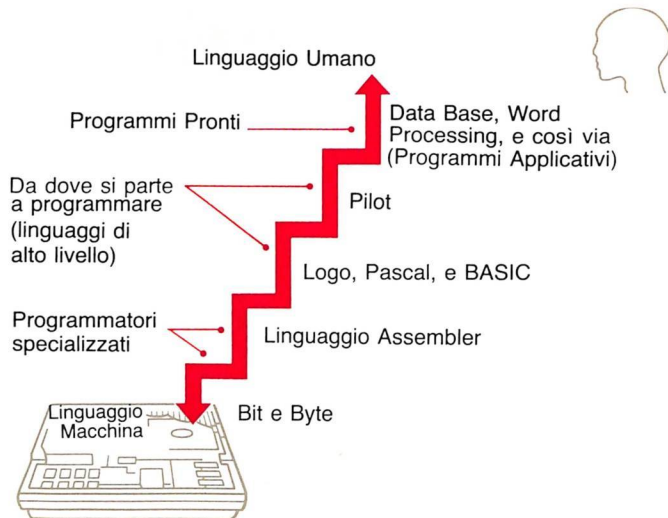 Linguaggio Umano
Programmi Pronti
Data Base, Word
Processing, e così via
(Programmi Applicativi)
Da dove si parte
a programmare
(linguaggi di
alto livello)
Pilot
Logo, Pascal, e BASIC
Programmatori
specializzati
Linguaggio Assembler
Linguaggio
Macchina
Bit e Byte